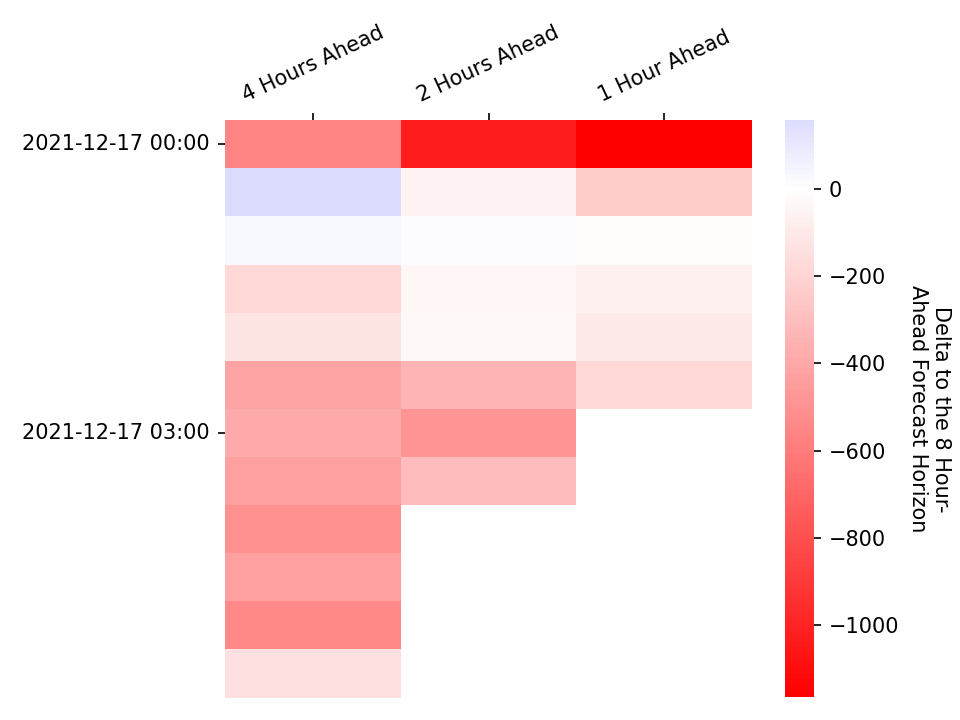 4 Hours Ahead
2 Hours Ahead
1 Hour Ahead
2021-12-17 00:00
2021-12-17 03:00
0
−200
−400
−600
−800
−1000
Delta to the 8 Hour-
Ahead Forecast Horizon